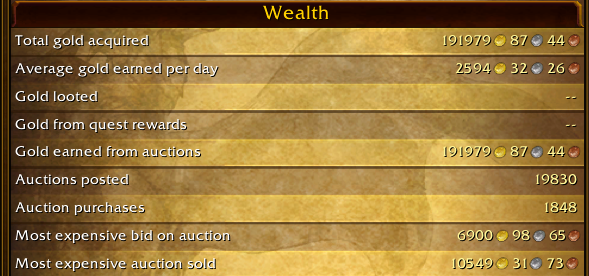 Wealth
Total gold acquired 191979 87 44
Average gold earned per day 2594 32 26
Gold looted --
Gold from quest rewards --
Gold earned from auctions 191979 87 44
Auctions posted 19830
Auction purchases 1848
Most expensive bid on auction 6900 98 65
Most expensive auction sold 10549 31 73